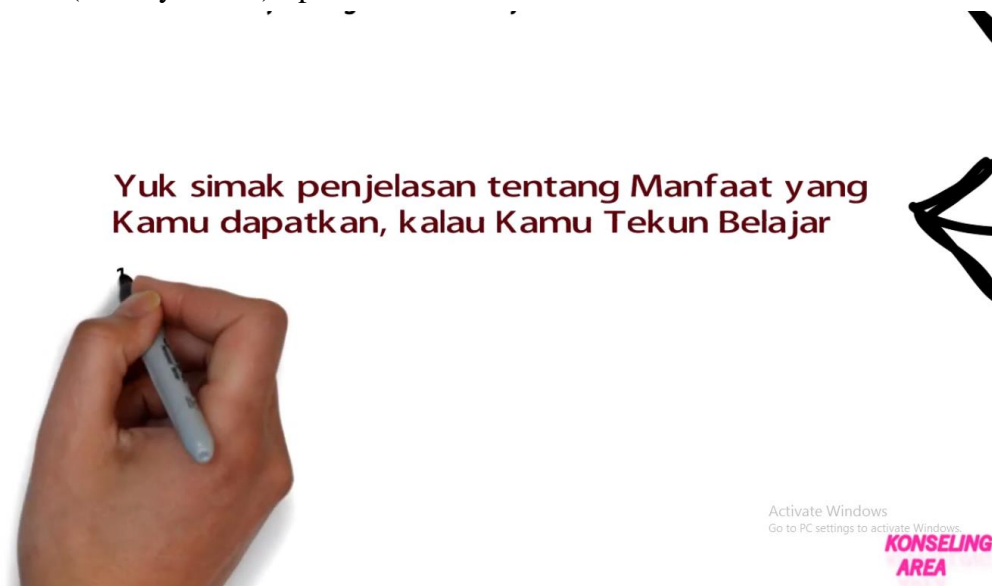 Yuk simak penjelasan tentang Manfaat yang
Kamu dapatkan, kalau Kamu Tekun Belajar
Activate Windows
Go to PC settings to activate Windows.
KONSELING
AREA